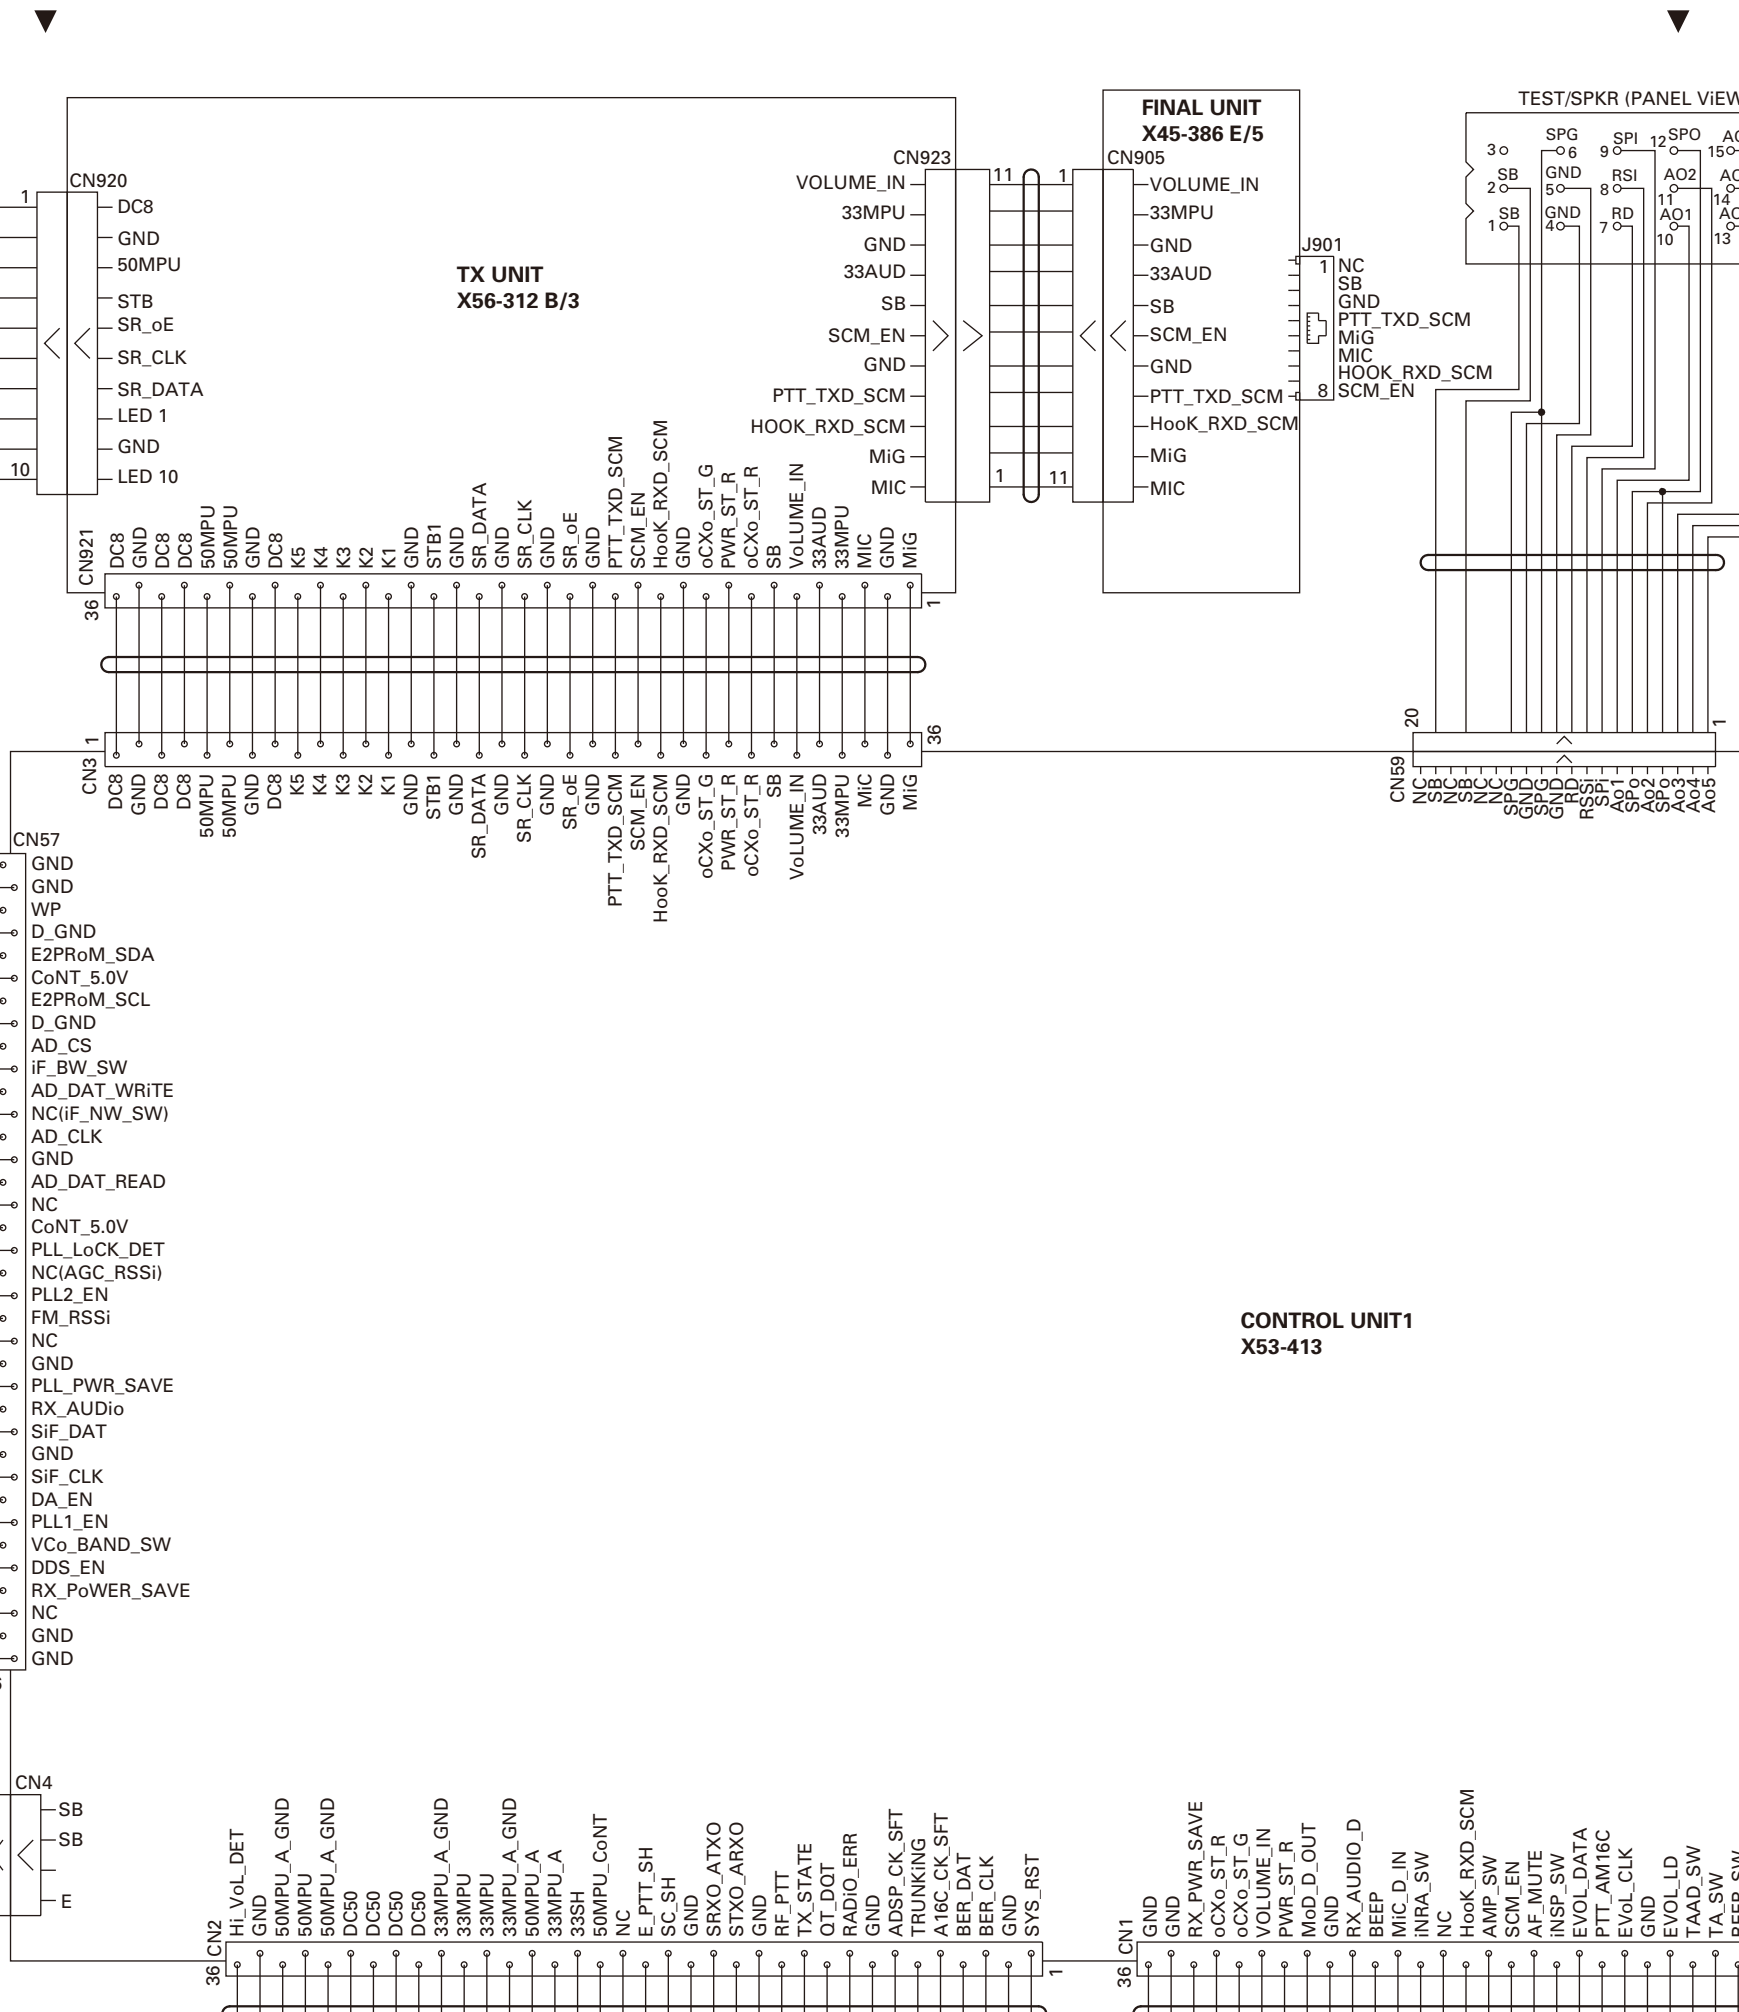 TEST/SPKR (PANEL ViEW
FINAL UNIT
X45-386 E/5
TX UNIT
X56-312 B/3
CN920
1
10
DC8
GND
50MPU
STB
SR_oE
SR_CLK
SR_DATA
LED 1
GND
LED 10
CN923
VOLUME_IN
33MPU
GND
33AUD
SB
SCM_EN
GND
PTT_TXD_SCM
HOOK_RXD_SCM
MiG
MIC
11 1
1 11
CN905
VOLUME_IN
33MPU
GND
33AUD
SB
SCM_EN
GND
PTT_TXD_SCM
HooK_RXD_SCM
MiG
MIC
J901
1 NC
SB
GND
PTT_TXD_SCM
MiG
MIC
HOOK_RXD_SCM
8 SCM_EN
3
SPG
6
SPI
9
SPO
12
15
SB
2
GND
5
RSI
8
AO2
11
14
SB
1
GND
4
RD
7
AO1
10
13
CN921
36
DC8
GND
DC8
DC8
50MPU
50MPU
GND
DC8
K5
K4
K3
K2
K1
GND
STB1
GND
SR_DATA
GND
SR_CLK
GND
SR_oE
GND
PTT_TXD_SCM
SCM_EN
HooK_RXD_SCM
GND
oCXo_ST_G
PWR_ST_R
oCXo_ST_R
SB
VoLUME_IN
33AUD
33MPU
MIC
GND
MiG
1
CN3
1
36
DC8
GND
DC8
DC8
50MPU
50MPU
GND
DC8
K5
K4
K3
K2
K1
GND
STB1
GND
SR_DATA
GND
SR_CLK
GND
SR_oE
GND
PTT_TXD_SCM
SCM_EN
HooK_RXD_SCM
GND
oCXo_ST_G
PWR_ST_R
oCXo_ST_R
SB
VoLUME_IN
33AUD
33MPU
MiC
GND
MiG
CN59
20
1
NC
SB
NC
SB
NC
NC
SPG
GND
SPG
GND
RD
RSSi
SPi
Ao1
SPo
Ao2
SPo
Ao3
Ao4
Ao5
CN57
GND
GND
WP
D_GND
E2PRoM_SDA
CoNT_5.0V
E2PRoM_SCL
D_GND
AD_CS
iF_BW_SW
AD_DAT_WRiTE
NC(iF_NW_SW)
AD_CLK
GND
AD_DAT_READ
NC
CoNT_5.0V
PLL_LoCK_DET
NC(AGC_RSSi)
PLL2_EN
FM_RSSi
NC
GND
PLL_PWR_SAVE
RX_AUDio
SiF_DAT
GND
SiF_CLK
DA_EN
PLL1_EN
VCo_BAND_SW
DDS_EN
RX_PoWER_SAVE
NC
GND
GND
CONTROL UNIT1
X53-413
CN4
SB
SB
E
CN2
36
Hi_VoL_DET
GND
50MPU_A_GND
50MPU
50MPU_A_GND
DC50
DC50
DC50
DC50
33MPU_A_GND
33MPU
33MPU
33MPU_A_GND
50MPU_A
33MPU_A
33SH
50MPU_CoNT
NC
E_PTT_SH
SC_SH
GND
SRXO_ATXO
STXO_ARXO
GND
RF_PTT
TX_STATE
QT_DQT
RADiO_ERR
GND
ADSP_CK_SFT
TRUNKiNG
A16C_CK_SFT
BER_DAT
BER_CLK
GND
SYS_RST
1
CN1
36
GND
GND
RX_PWR_SAVE
oCXo_ST_R
oCXo_ST_G
VOLUME_IN
PWR_ST_R
MoD_D_OUT
GND
RX_AUDIO_D
BEEP
MiC_D_IN
iNRA_SW
NC
HooK_RXD_SCM
AMP_SW
SCM_EN
AF_MUTE
iNSP_SW
EVOL_DATA
PTT_AM16C
EVoL_CLK
GND
EVOL_LD
TAAD_SW
TA_SW